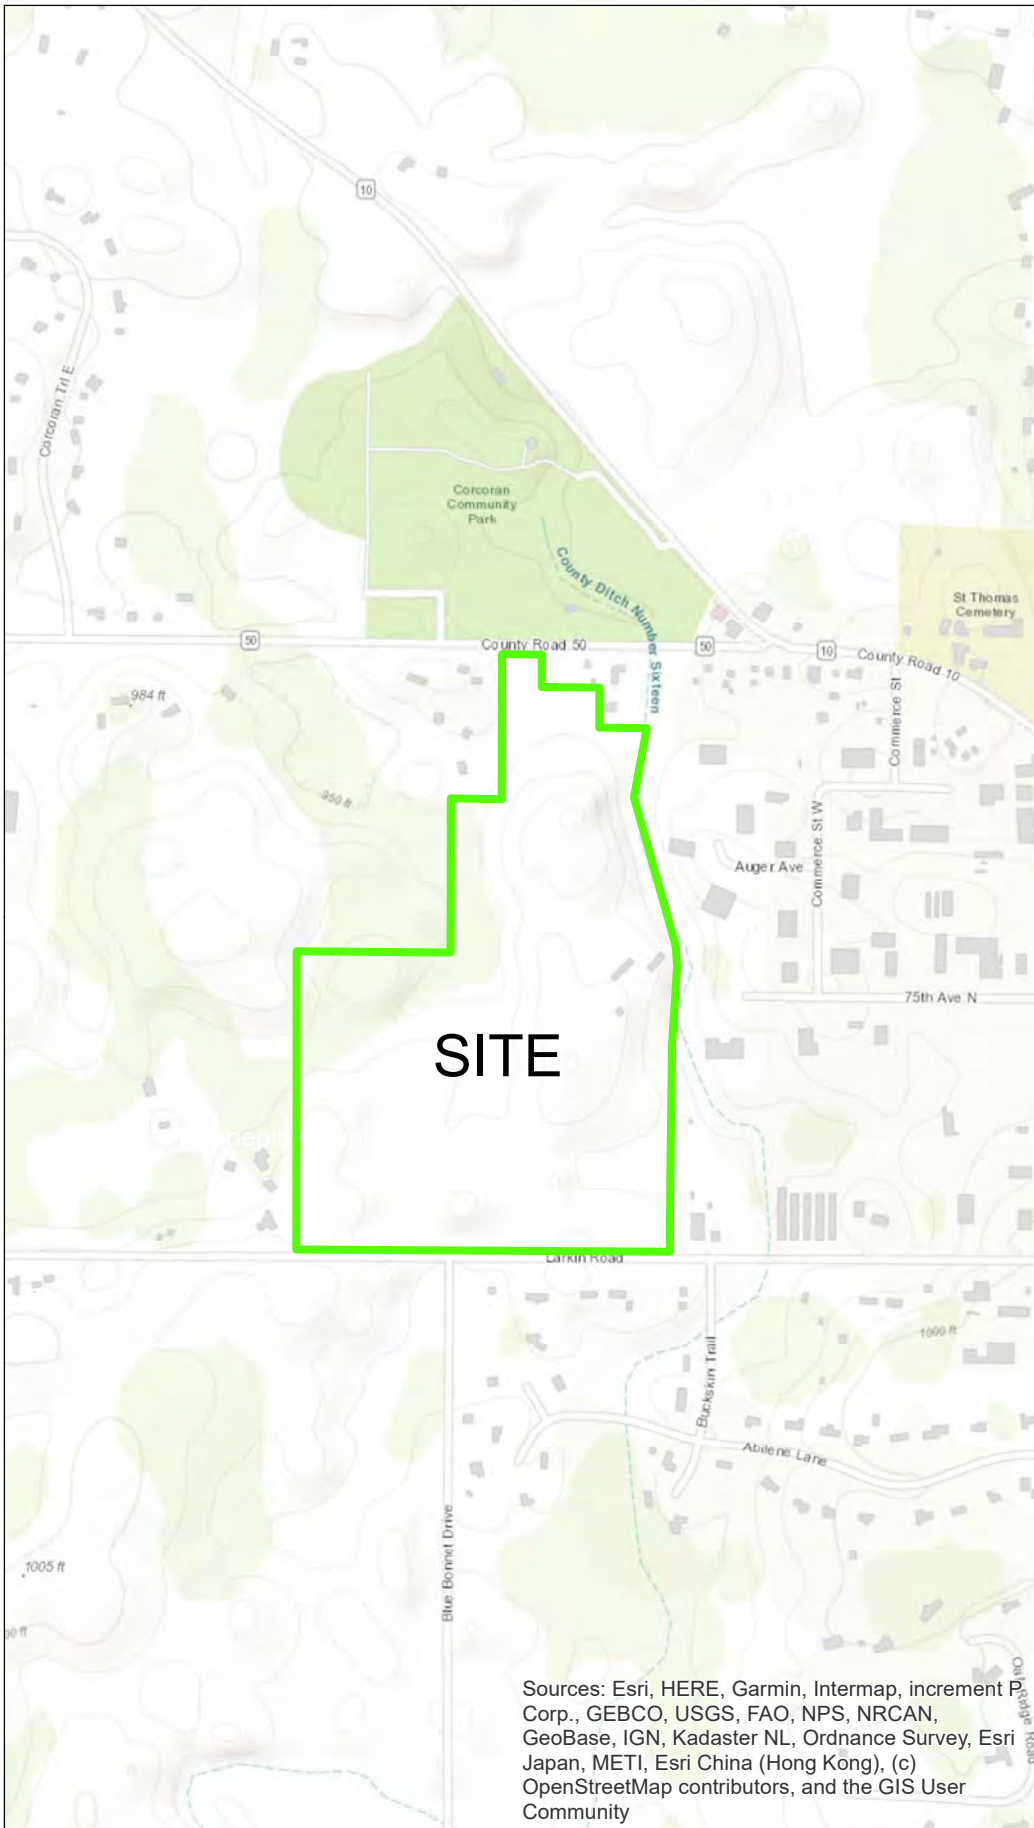 10
Corcoran Trl E
Corcoran
Community
Park
County Ditch Number Sixteen
St Thomas
Cemetery
50
County Road 50
50
10
County Road 10
984 ft
Commerce St
950 ft
Commerce St W
Auger Ave
75th Ave N
SITE
Larkin Road
Buckskin Trail
1000 ft
Abilene Lane
Blue Bonnet Drive
1005 ft
Oak Ridge Road
Sources: Esri, HERE, Garmin, Intermap, increment P
Corp., GEBCO, USGS, FAO, NPS, NRCAN,
GeoBase, IGN, Kadaster NL, Ordnance Survey, Esri
Japan, METI, Esri China (Hong Kong), (c)
OpenStreetMap contributors, and the GIS User
Community